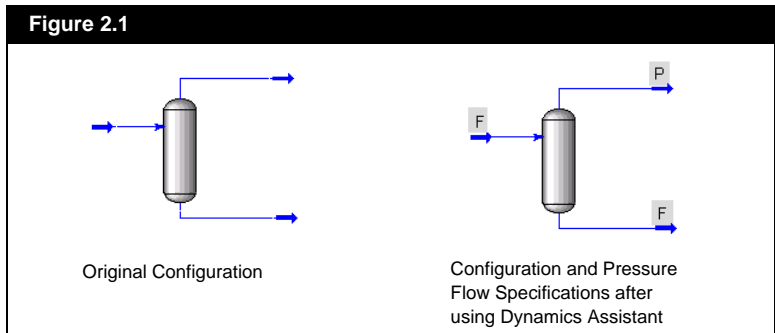 Figure 2.1
P
F
F
Original Configuration
Configuration and Pressure
Flow Specifications after
using Dynamics Assistant